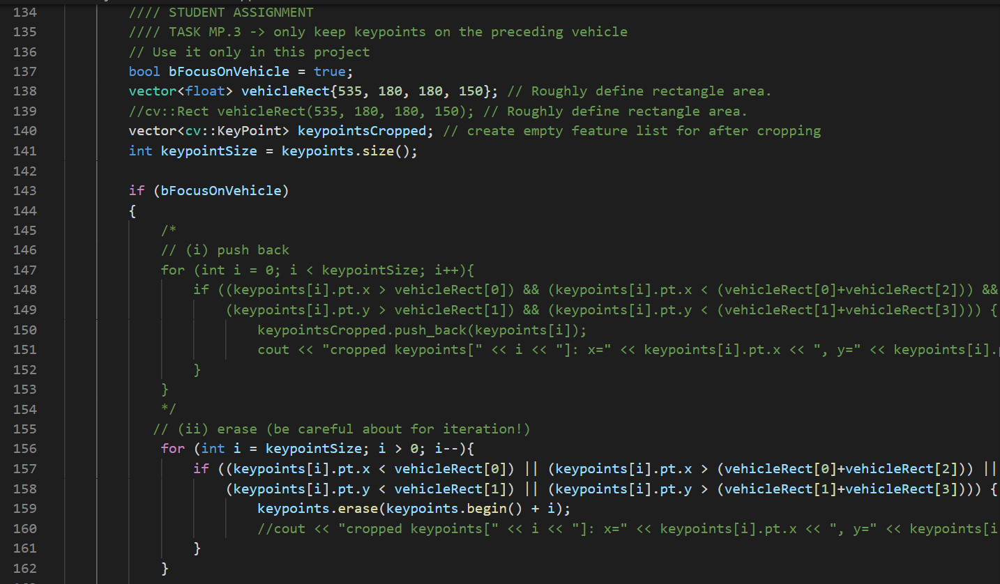 134 //// STUDENT ASSIGNMENT
135 //// TASK MP.3 -> only keep keypoints on the preceding vehicle
136 // Use it only in this project
137 bool bFocusOnVehicle = true;
138 vector<float> vehicleRect{535, 180, 180, 150}; // Roughly define rectangle area.
139 //cv::Rect vehicleRect(535, 180, 180, 150); // Roughly define rectangle area.
140 vector<cv::KeyPoint> keypointsCropped; // create empty feature list for after cropping
141 int keypointSize = keypoints.size();
142
143 if (bFocusOnVehicle)
144 {
145 /*
146 // (i) push back
147 for (int i = 0; i < keypointSize; i++){
148 if ((keypoints[i].pt.x > vehicleRect[0]) && (keypoints[i].pt.x < (vehicleRect[0]+vehicleRect[2])) &&
149 (keypoints[i].pt.y > vehicleRect[1]) && (keypoints[i].pt.y < (vehicleRect[1]+vehicleRect[3]))) {
150 keypointsCropped.push_back(keypoints[i]);
151 cout << "cropped keypoints[" << i << "]: x=" << keypoints[i].pt.x << ", y=" << keypoints[i].
152 }
153 }
154 */
155 // (ii) erase (be careful about for iteration!)
156 for (int i = keypointSize; i > 0; i--){
157 if ((keypoints[i].pt.x < vehicleRect[0]) || (keypoints[i].pt.x > (vehicleRect[0]+vehicleRect[2])) ||
158 (keypoints[i].pt.y < vehicleRect[1]) || (keypoints[i].pt.y > (vehicleRect[1]+vehicleRect[3]))) {
159 keypoints.erase(keypoints.begin() + i);
160 //cout << "cropped keypoints[" << i << "]: x=" << keypoints[i].pt.x << ", y=" << keypoints[i
161 }
162 }